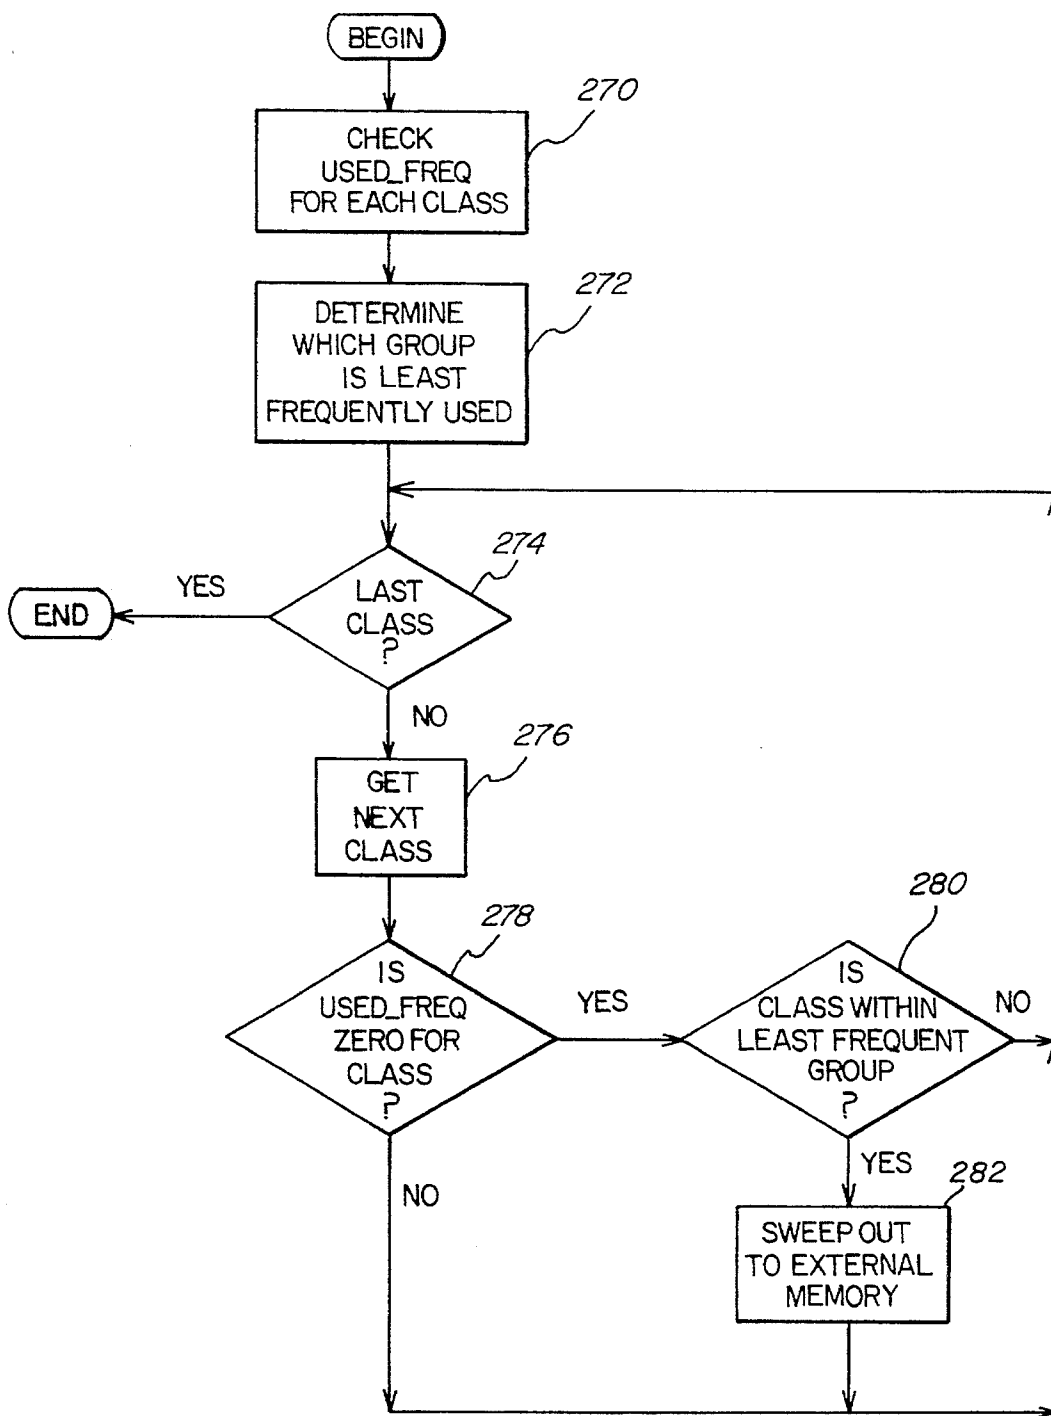 BEGIN
270
CHECK
USED_FREQ
FOR EACH CLASS
272
DETERMINE
WHICH GROUP
IS LEAST
FREQUENTLY USED
274
LAST
CLASS
?
YES
END
NO
276
GET
NEXT
CLASS
278
IS
USED_FREQ
ZERO FOR
CLASS
?
YES
280
IS
CLASS WITHIN
LEAST FREQUENT
GROUP
?
NO
YES
NO
282
SWEEP OUT
TO EXTERNAL
MEMORY